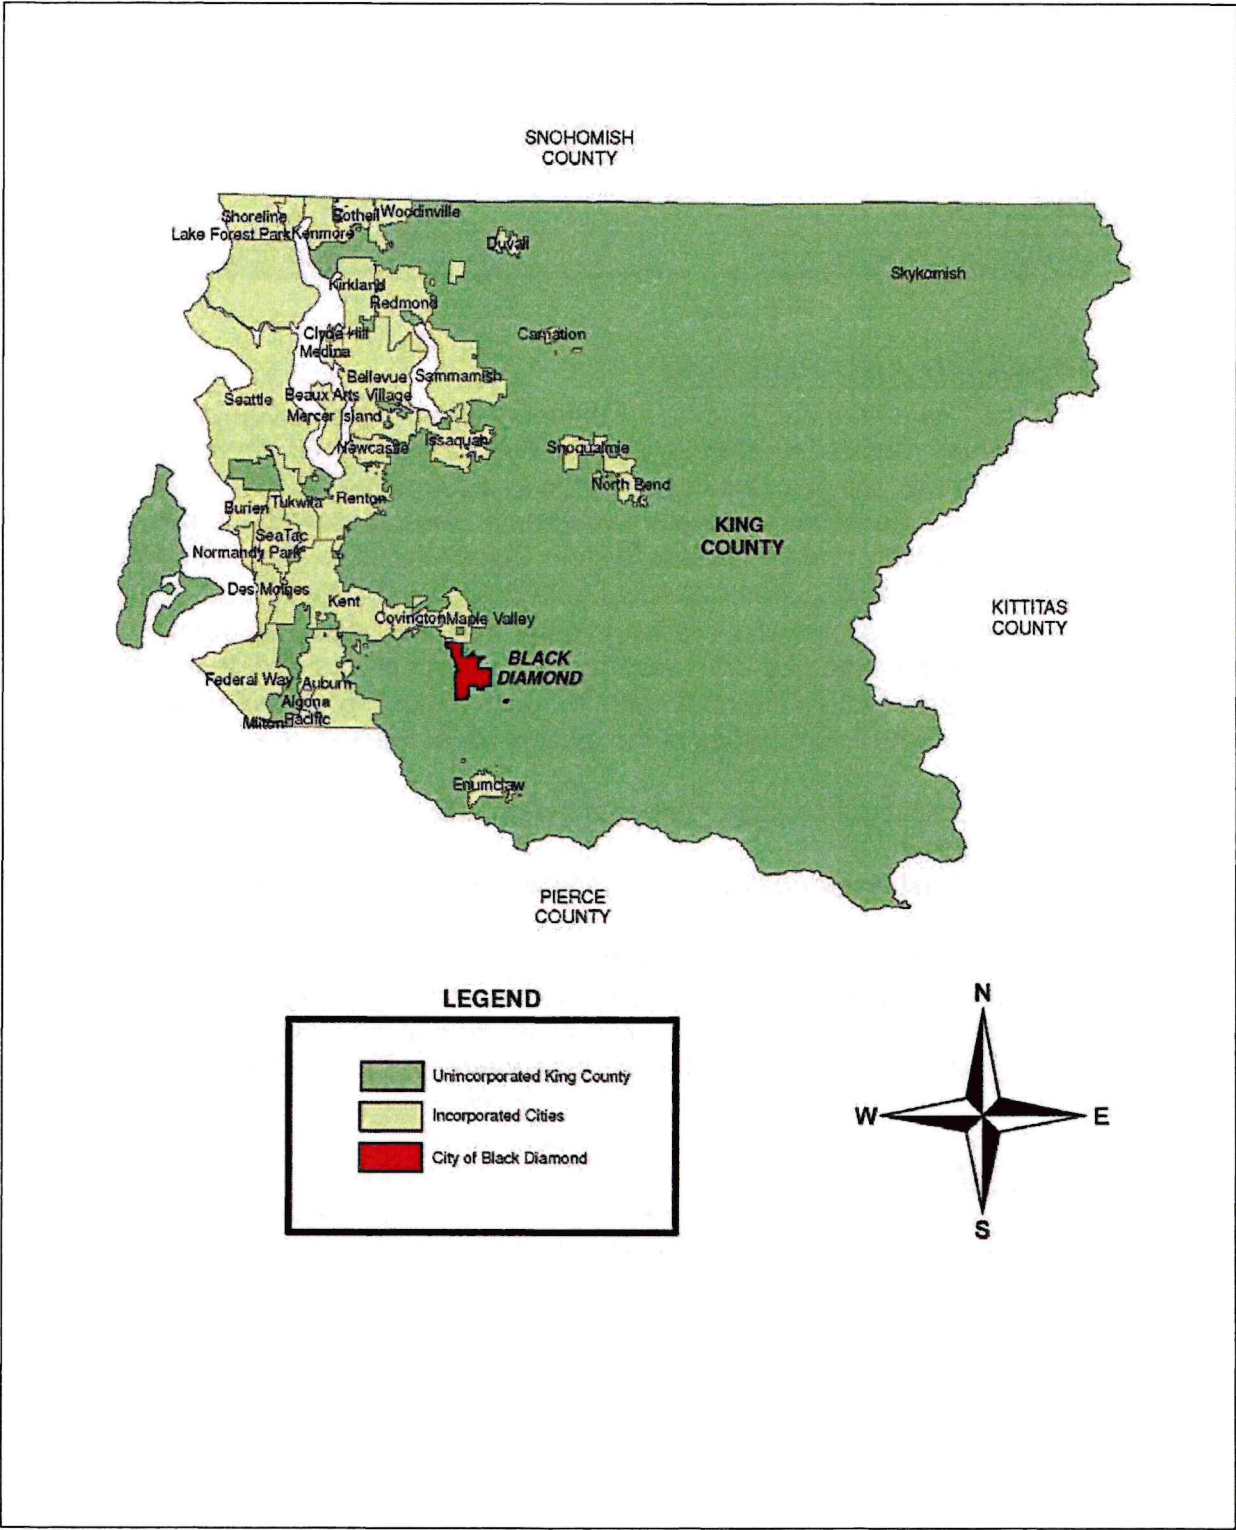 SNOHOMISH
COUNTY
Shoreline
Bothell
Woodinville
Lake Forest Park
Kenmore
Duvall
Skykomish
Kirkland
Redmond
Clyde Hill
Carnation
Medina
Bellevue
Sammamish
Seattle
Beaux Arts Village
Mercer Island
Newcastle
Issaquah
Snoqualmie
North Bend
Renton
Tukwila
Burien
KING
COUNTY
SeaTac
Normandy Park
Des Moines
Kent
KITTITAS
COUNTY
Covington
Maple Valley
BLACK
DIAMOND
Federal Way
Auburn
Algona
Milton
Pacific
Enumclaw
PIERCE
COUNTY
LEGEND
Unincorporated King County
Incorporated Cities
City of Black Diamond
N
W
E
S